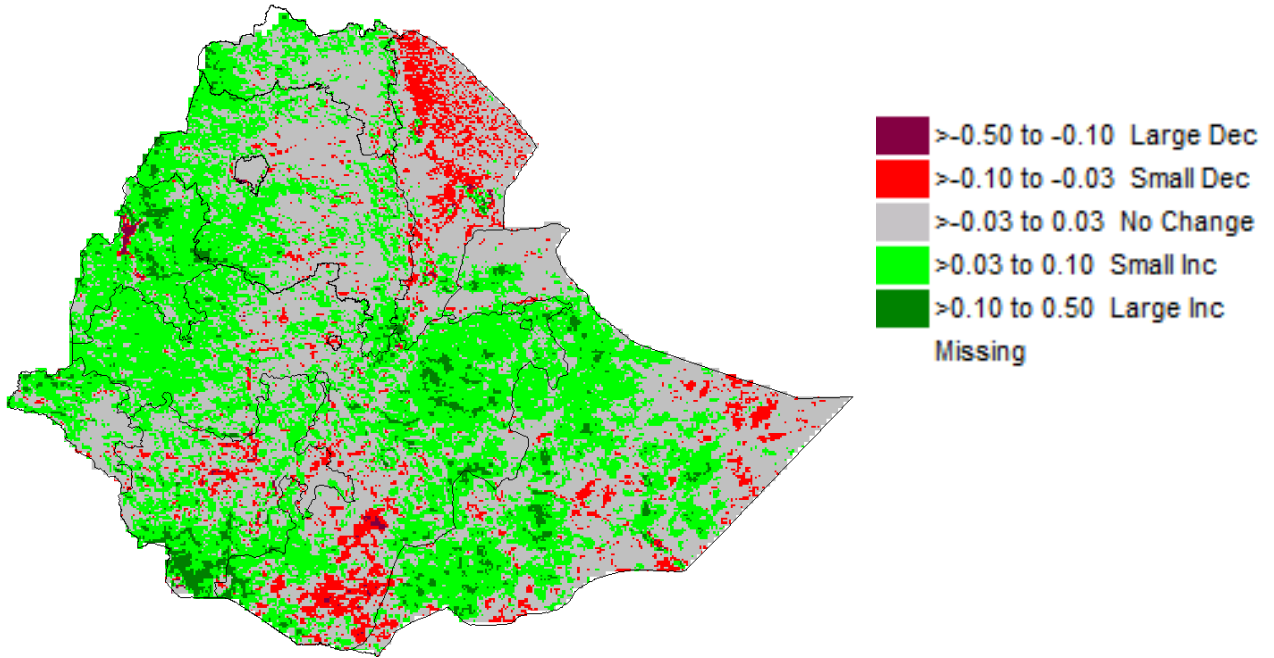 >-0.50 to -0.10 Large Dec
>-0.10 to -0.03 Small Dec
>-0.03 to 0.03 No Change
>0.03 to 0.10 Small Inc
>0.10 to 0.50 Large Inc
Missing